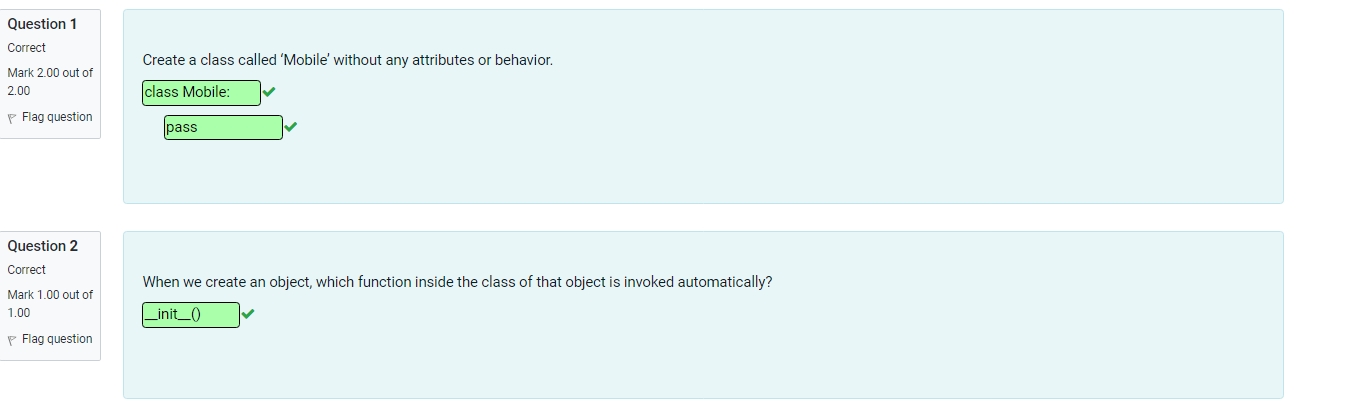 Question 1
Correct
Mark 2.00 out of
2.00
Flag question
Create a class called ‘Mobile’ without any attributes or behavior.
class Mobile:
pass
Question 2
Correct
Mark 1.00 out of
1.00
Flag question
When we create an object, which function inside the class of that object is invoked automatically?
__init__()